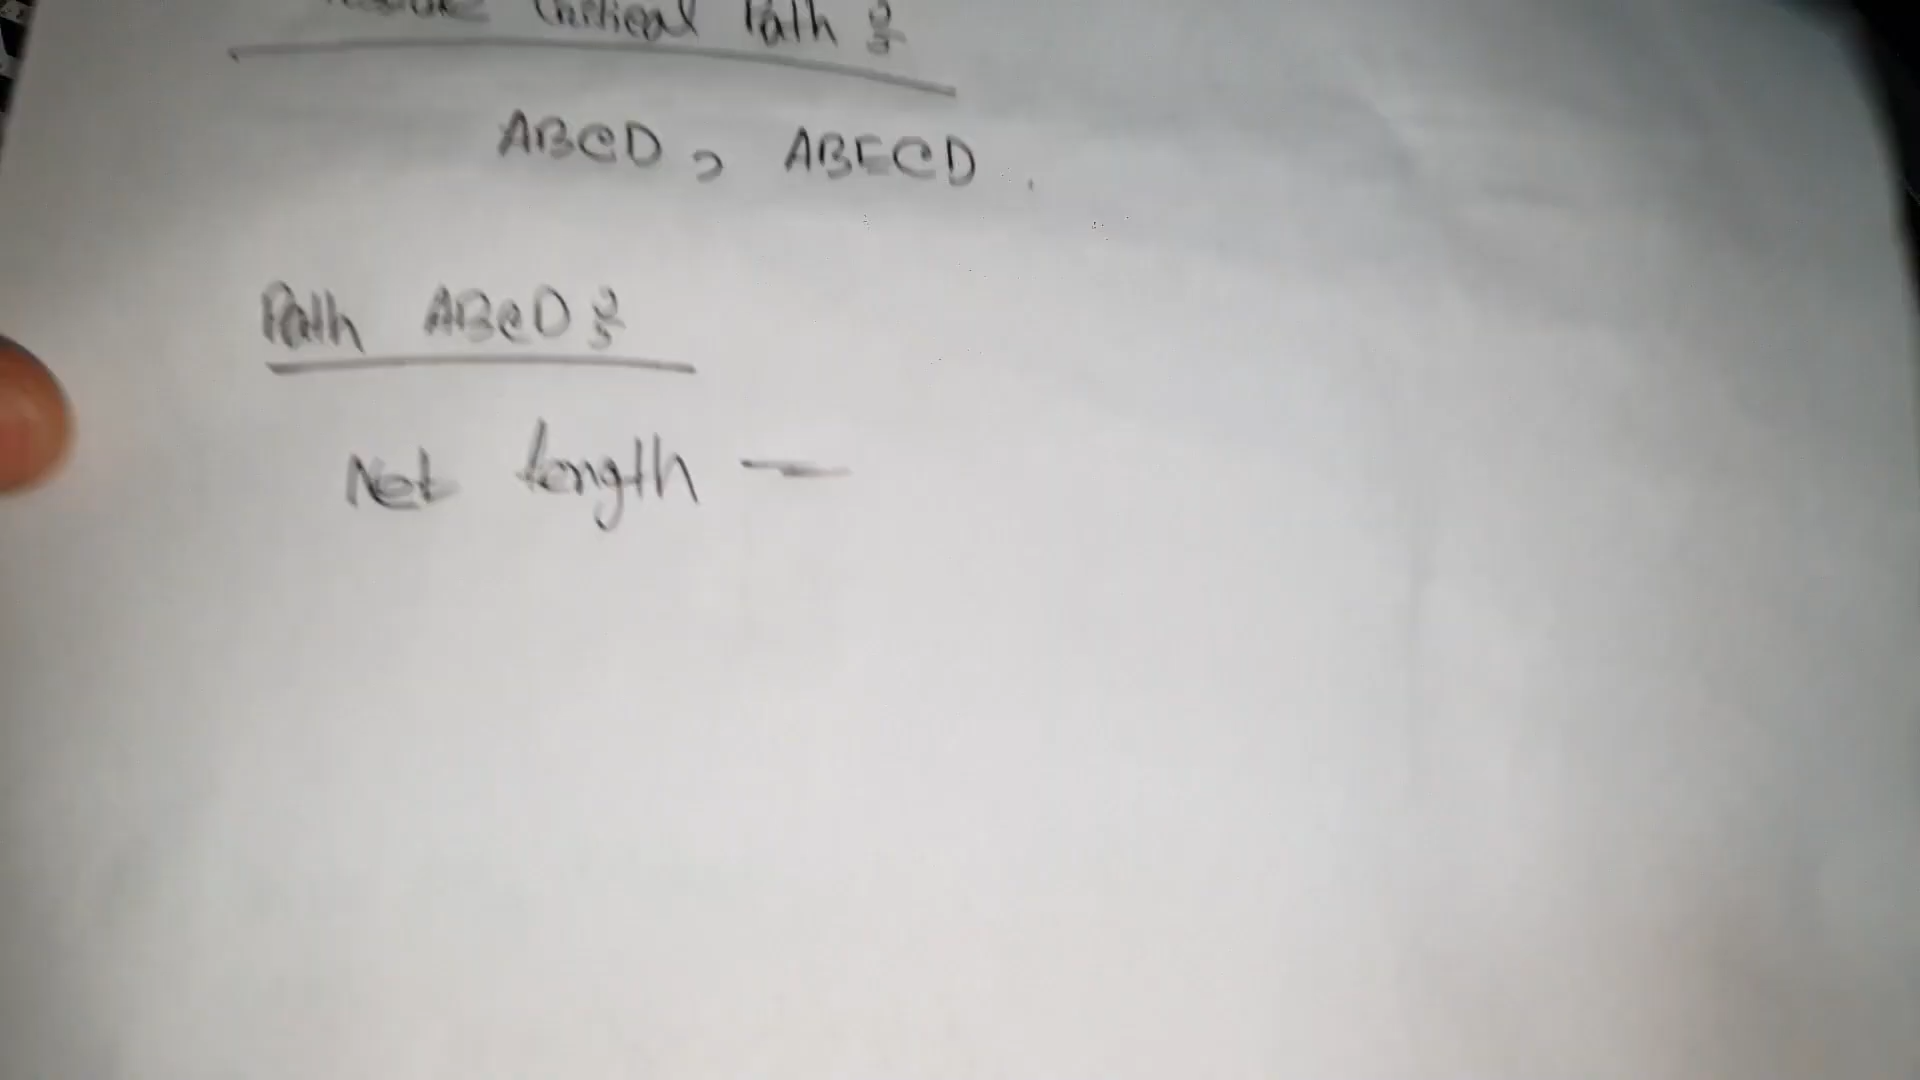 Critical Path :-
ABCD , ABECD .
Path ABCD :-
Net length —